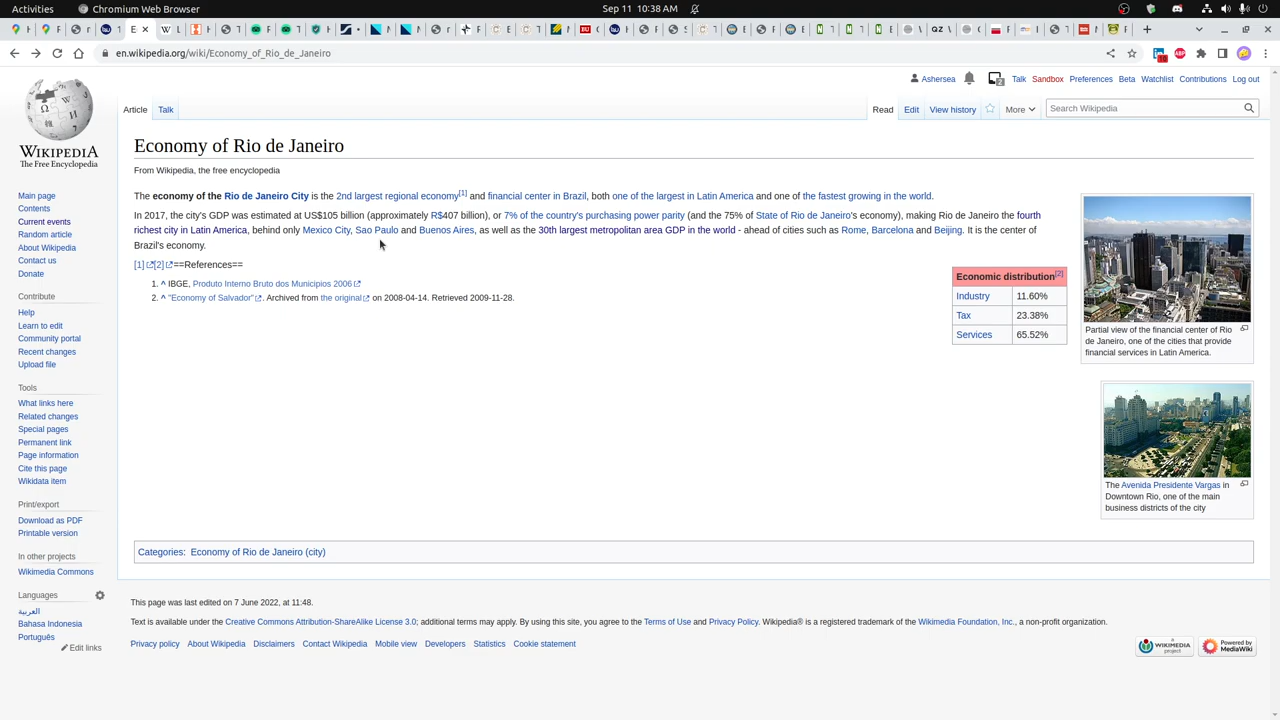 Activities
Chromium Web Browser
Sep 11 10:38 AM
en.wikipedia.org/wiki/Economy_of_Rio_de_Janeiro
10
ABP
Ashersea
2
Talk Sandbox Preferences Beta Watchlist Contributions Log out
Article Talk
Read Edit View history More
Search Wikipedia
WIKIPEDIA
The Free Encyclopedia
Main page
Contents
Current events
Random article
About Wikipedia
Contact us
Donate
Contribute
Help
Learn to edit
Community portal
Recent changes
Upload file
Tools
What links here
Related changes
Special pages
Permanent link
Page information
Cite this page
Wikidata item
Print/export
Download as PDF
Printable version
In other projects
Wikimedia Commons
Languages
العربية
Bahasa Indonesia
Português
Edit links
Economy of Rio de Janeiro
From Wikipedia, the free encyclopedia
The economy of the Rio de Janeiro City is the 2nd largest regional economy[1] and financial center in Brazil, both one of the largest in Latin America and one of the fastest growing in the world.
In 2017, the city's GDP was estimated at US$105 billion (approximately R$407 billion), or 7% of the country's purchasing power parity (and the 75% of State of Rio de Janeiro's economy), making Rio de Janeiro the fourth
richest city in Latin America, behind only Mexico City, Sao Paulo and Buenos Aires, as well as the 30th largest metropolitan area GDP in the world - ahead of cities such as Rome, Barcelona and Beijing. It is the center of
Brazil's economy.
[1] [2] ==References==
1. ^ IBGE, Produto Interno Bruto dos Municipios 2006
2. ^ "Economy of Salvador". Archived from the original on 2008-04-14. Retrieved 2009-11-28.
Economic distribution[2]
Industry 11.60%
Tax 23.38%
Services 65.52%
Partial view of the financial center of Rio
de Janeiro, one of the cities that provide
financial services in Latin America.
The Avenida Presidente Vargas in
Downtown Rio, one of the main
business districts of the city
Categories: Economy of Rio de Janeiro (city)
This page was last edited on 7 June 2022, at 11:48.
Text is available under the Creative Commons Attribution-ShareAlike License 3.0; additional terms may apply. By using this site, you agree to the Terms of Use and Privacy Policy. Wikipedia® is a registered trademark of the Wikimedia Foundation, Inc., a non-profit organization.
Privacy policy About Wikipedia Disclaimers Contact Wikipedia Mobile view Developers Statistics Cookie statement
A WIKIMEDIA
project
Powered by
MediaWiki